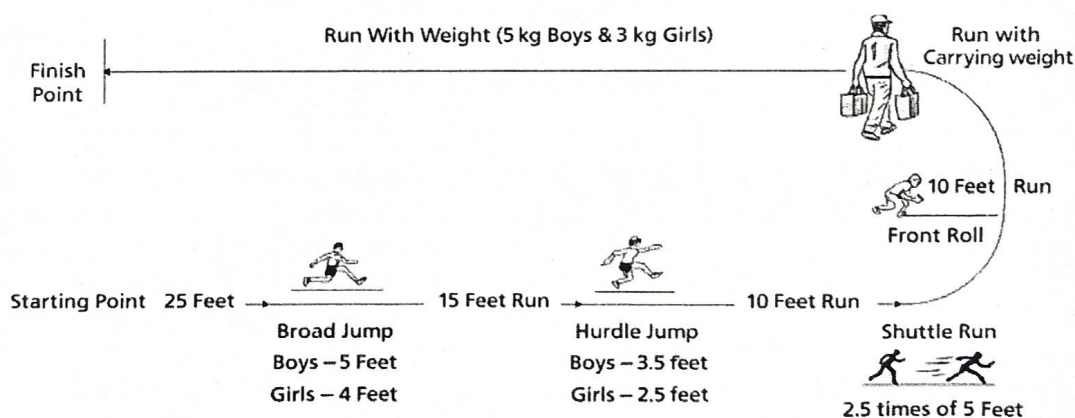 Run With Weight (5 kg Boys & 3 kg Girls)
Run with
Carrying weight
Finish
Point
10 Feet Run
Front Roll
Starting Point 25 Feet 15 Feet Run 10 Feet Run
Broad Jump
Boys – 5 Feet
Girls – 4 Feet
Hurdle Jump
Boys – 3.5 feet
Girls – 2.5 feet
Shuttle Run
2.5 times of 5 Feet